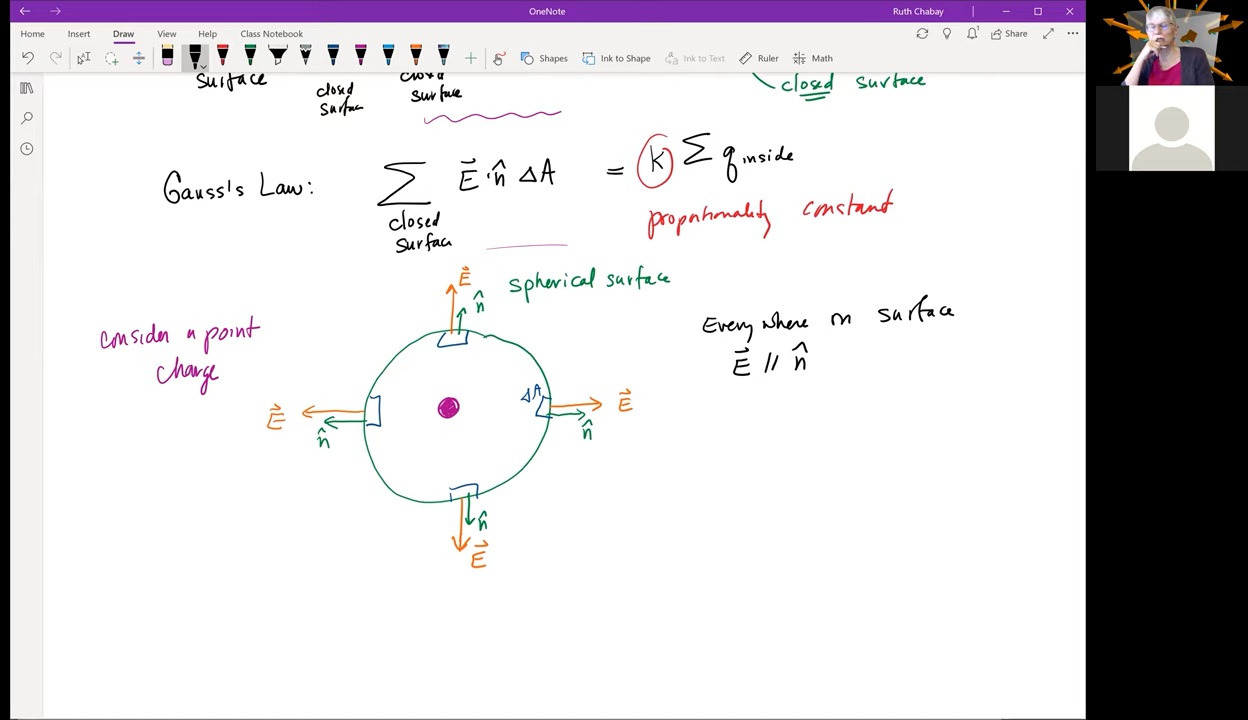 OneNote
Ruth Chabay
Home Insert Draw View Help Class Notebook
Share
Shapes Ink to Shape Ink to Text Ruler Math
surface
closed
surface
closed
surface
closed surface
Gauss's Law: ∑ E⃗·n̂ ΔA = k ∑ q inside
closed
surface
proportionality constant
E⃗
n̂
spherical surface
consider a point
charge
Everywhere on surface
E⃗ // n̂
ΔA
E⃗
n̂
E⃗
n̂
n̂
E⃗